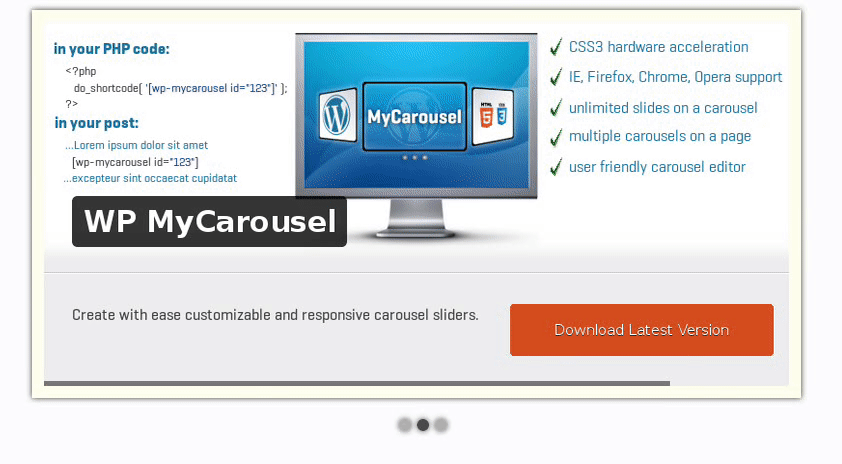 in your PHP code:
<?php
do_shortcode( '[wp-mycarousel id="123"]' );
?>
in your post:
...Lorem ipsum dolor sit amet
[wp-mycarousel id="123"]
...excepteur sint occaecat cupidatat
MyCarousel
HTML
5
CSS
3
CSS3 hardware acceleration
IE, Firefox, Chrome, Opera support
unlimited slides on a carousel
multiple carousels on a page
user friendly carousel editor
WP MyCarousel
Create with ease customizable and responsive carousel sliders.
Download Latest Version